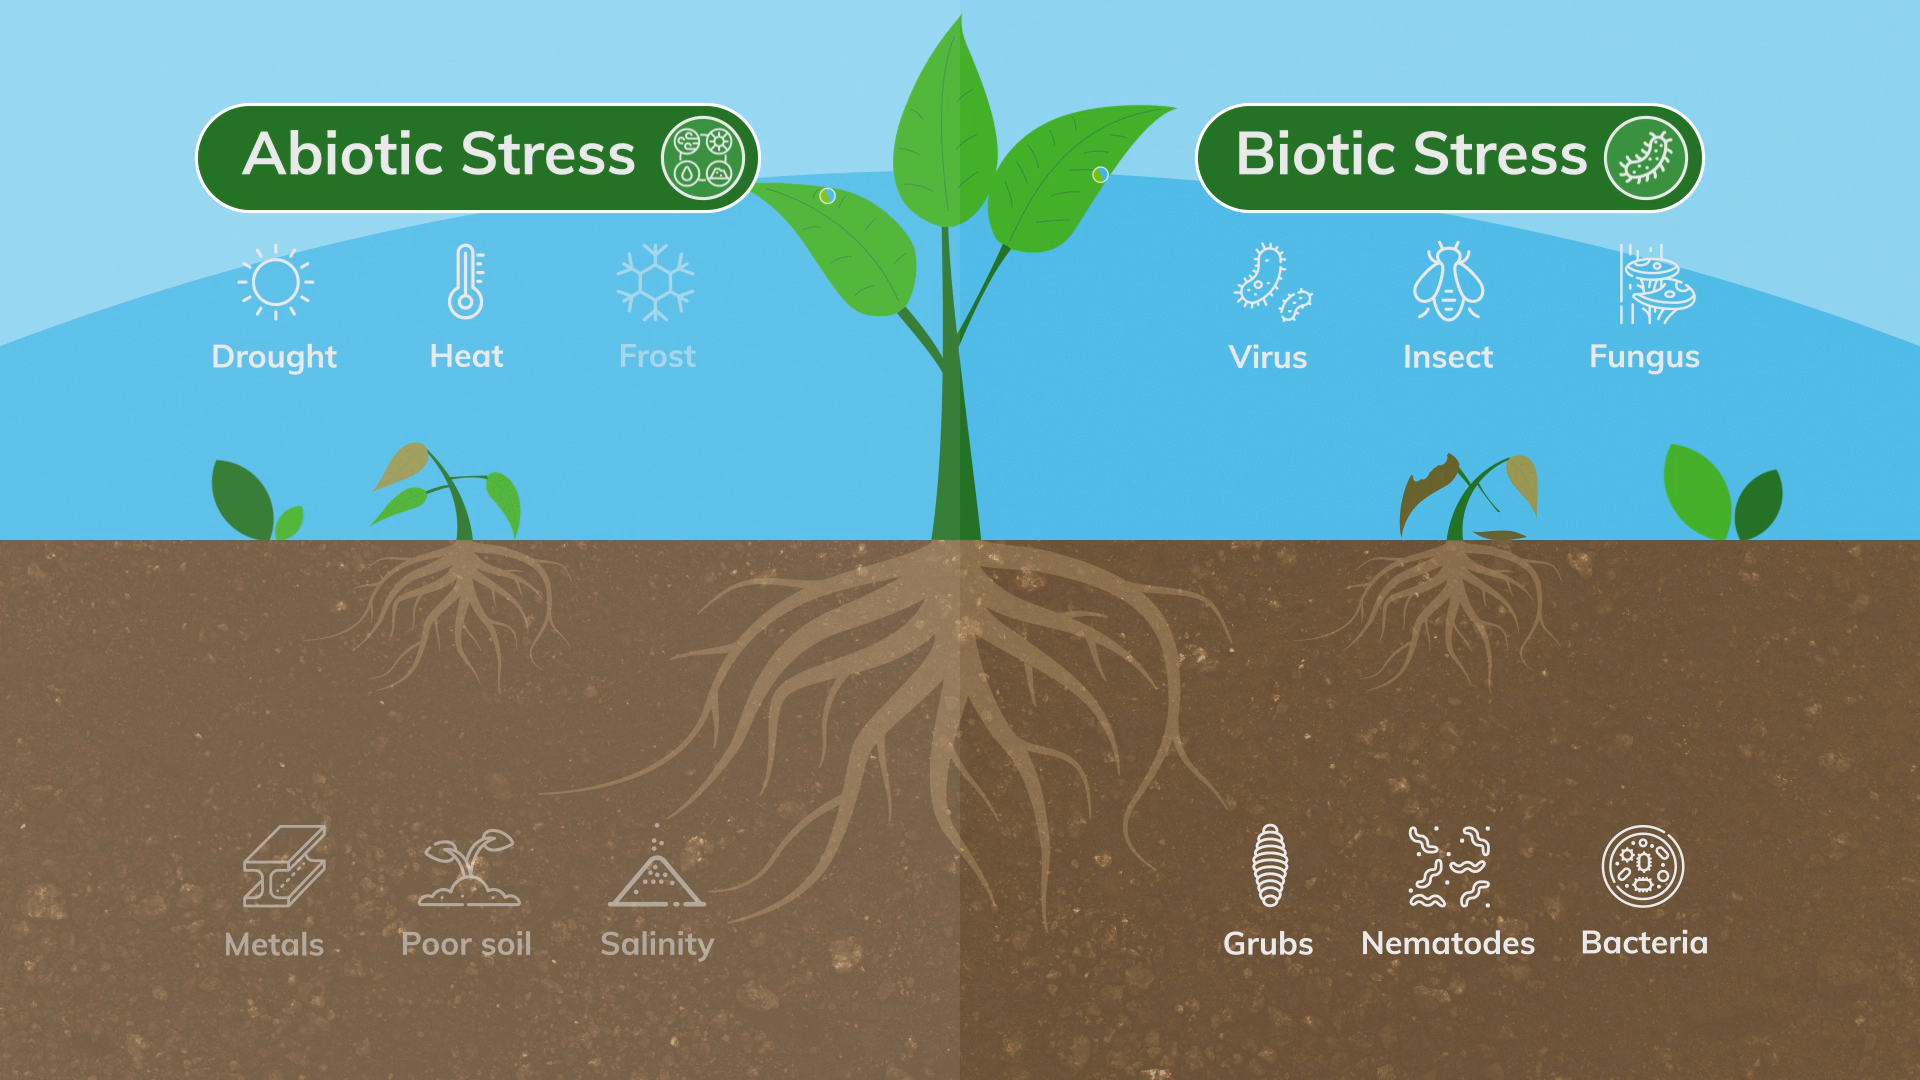 Abiotic Stress
Biotic Stress
Drought
Heat
Frost
Virus
Insect
Fungus
Metals
Poor soil
Salinity
Grubs
Nematodes
Bacteria